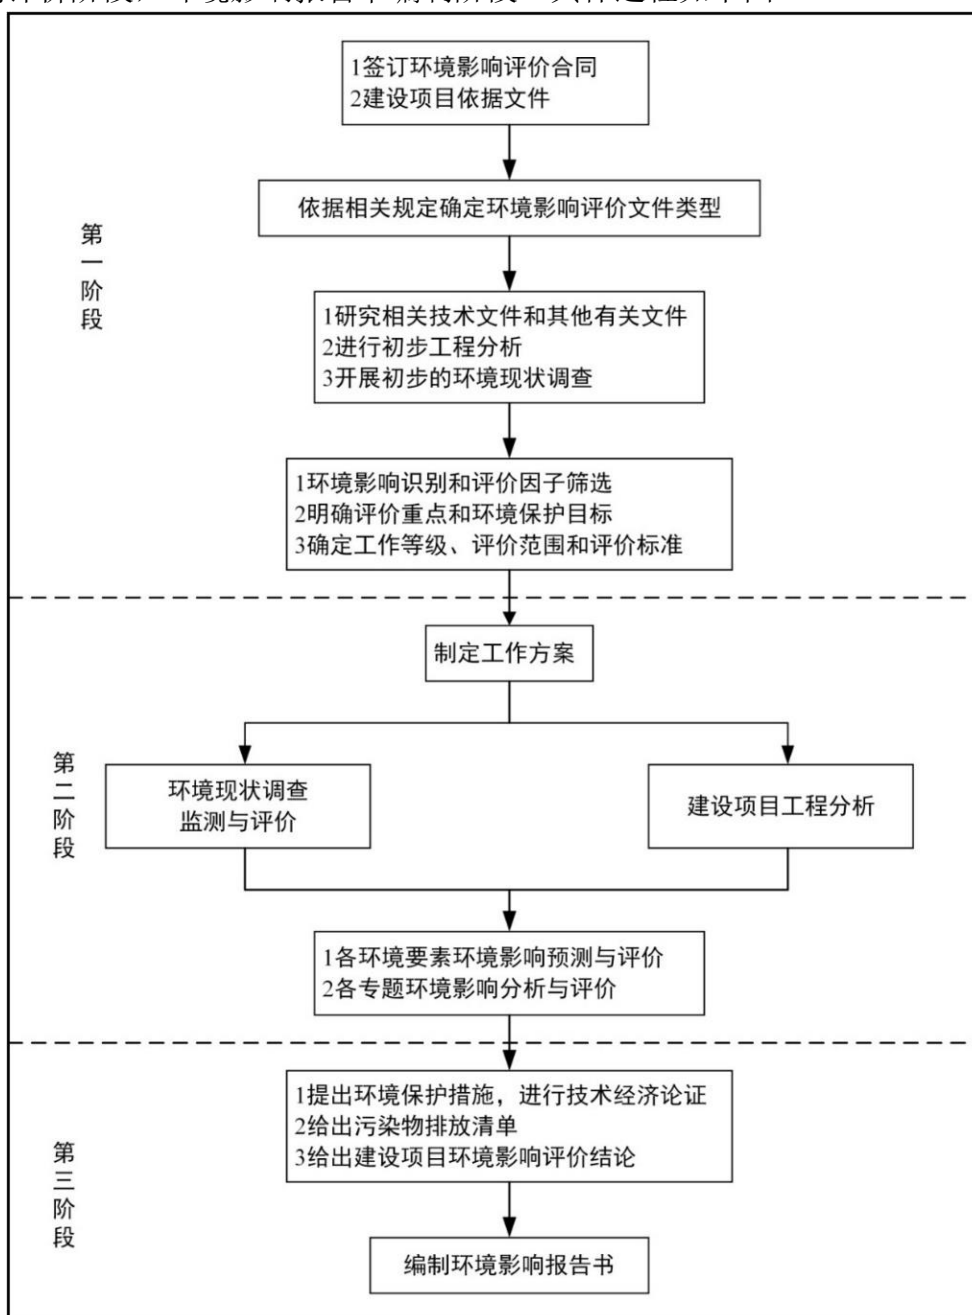 1签订环境影响评价合同
2建设项目依据文件
依据相关规定确定环境影响评价文件类型
第一阶段
1研究相关技术文件和其他有关文件
2进行初步工程分析
3开展初步的环境现状调查
1环境影响识别和评价因子筛选
2明确评价重点和环境保护目标
3确定工作等级、评价范围和评价标准
制定工作方案
第二阶段
环境现状调查
监测与评价
建设项目工程分析
1各环境要素环境影响预测与评价
2各专题环境影响分析与评价
第三阶段
1提出环境保护措施，进行技术经济论证
2给出污染物排放清单
3给出建设项目环境影响评价结论
编制环境影响报告书